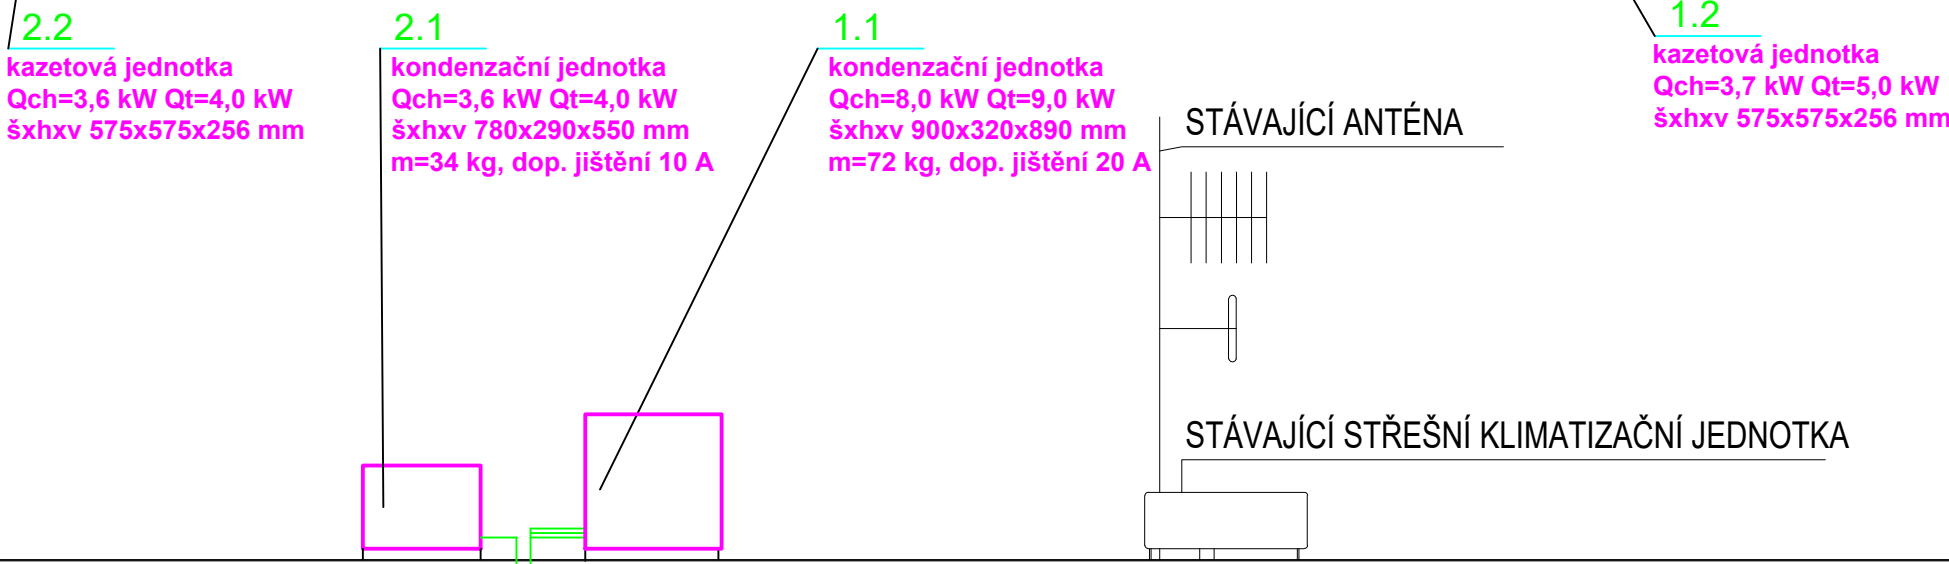 2.2
kazetová jednotka
Qch=3,6 kW Qt=4,0 kW
šxhxv 575x575x256 mm
2.1
kondenzační jednotka
Qch=3,6 kW Qt=4,0 kW
šxhxv 780x290x550 mm
m=34 kg, dop. jištění 10 A
1.1
kondenzační jednotka
Qch=8,0 kW Qt=9,0 kW
šxhxv 900x320x890 mm
m=72 kg, dop. jištění 20 A
STÁVAJÍCÍ ANTÉNA
1.2
kazetová jednotka
Qch=3,7 kW Qt=5,0 kW
šxhxv 575x575x256 mm
STÁVAJÍCÍ STŘEŠNÍ KLIMATIZAČNÍ JEDNOTKA